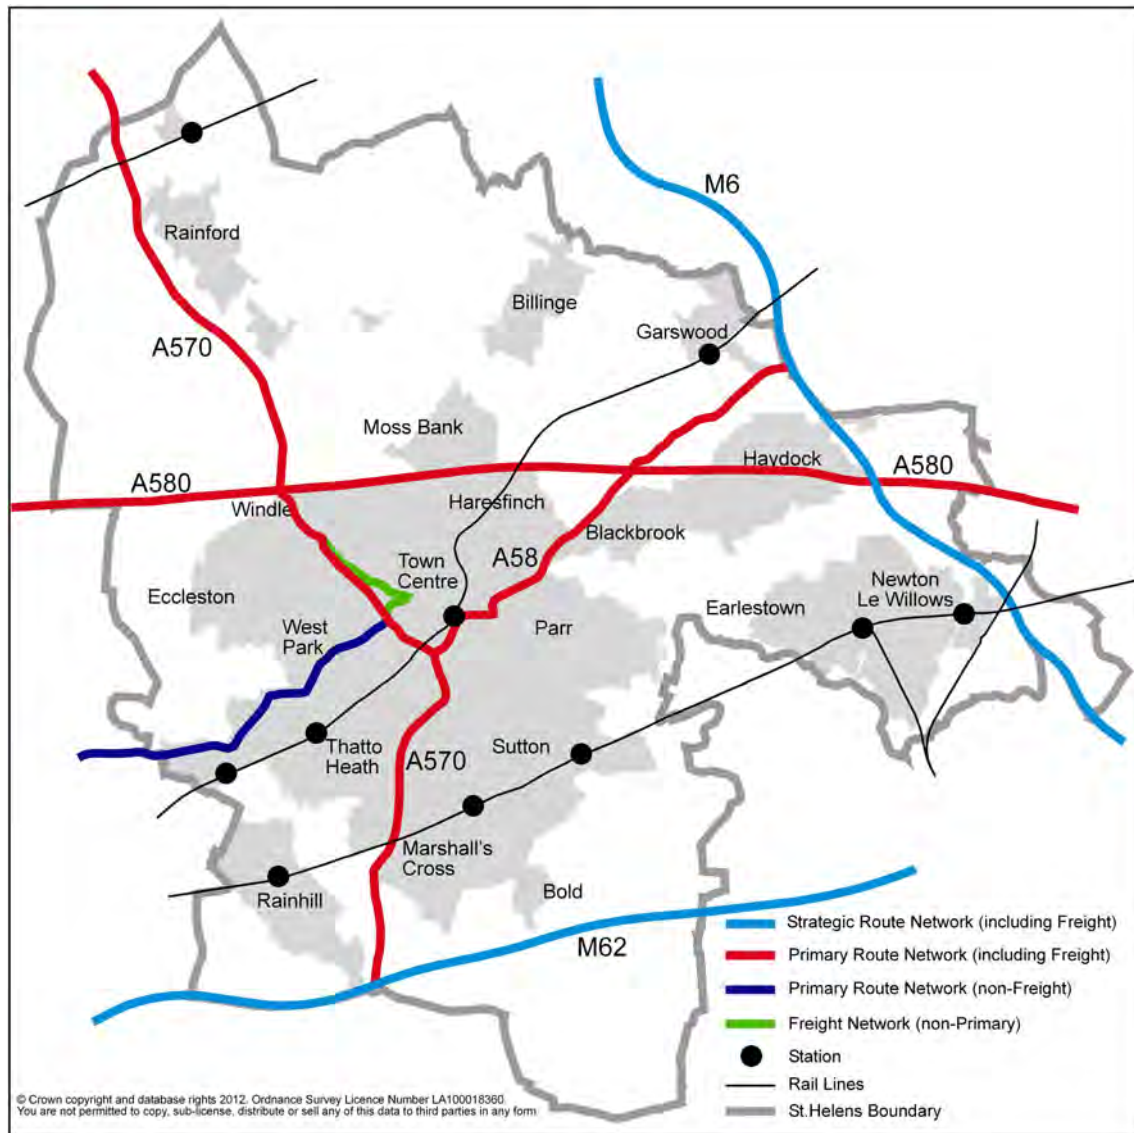 M6
Rainford
Billinge
Garswood
A570
Moss Bank
Haydock
A580
A580
Windle
Haresfinch
Blackbrook
A58
Town
Centre
Eccleston
Newton
Le Willows
Earlestown
West
Park
Parr
Thatto
Heath
Sutton
A570
Marshall's
Cross
Rainhill
Bold
M62
Strategic Route Network (including Freight)
Primary Route Network (including Freight)
Primary Route Network (non-Freight)
Freight Network (non-Primary)
Station
Rail Lines
St.Helens Boundary
© Crown copyright and database rights 2012. Ordnance Survey Licence Number LA100018360.
You are not permitted to copy, sub-license, distribute or sell any of this data to third parties in any form